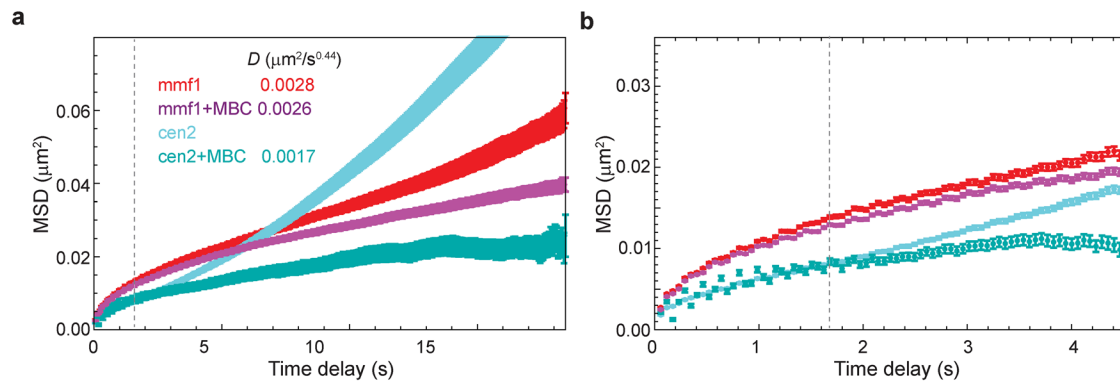 a
D (μm²/s⁰·⁴⁴)
mmf1 0.0028
mmf1+MBC 0.0026
cen2
cen2+MBC 0.0017
0.06
0.04
0.02
0.00
MSD (μm²)
0 5 10 15
Time delay (s)
b
0.03
0.02
0.01
0.00
MSD (μm²)
0 1 2 3 4
Time delay (s)